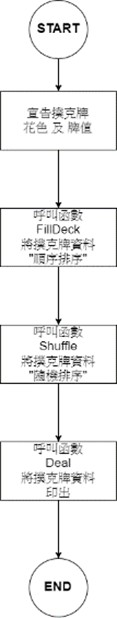 START
宣告撲克牌
花色 及 牌值
呼叫函數
FillDeck
將撲克牌資料
"順序排序"
呼叫函數
Shuffle
將撲克牌資料
"隨機排序"
呼叫函數
Deal
將撲克牌資料
印出
END